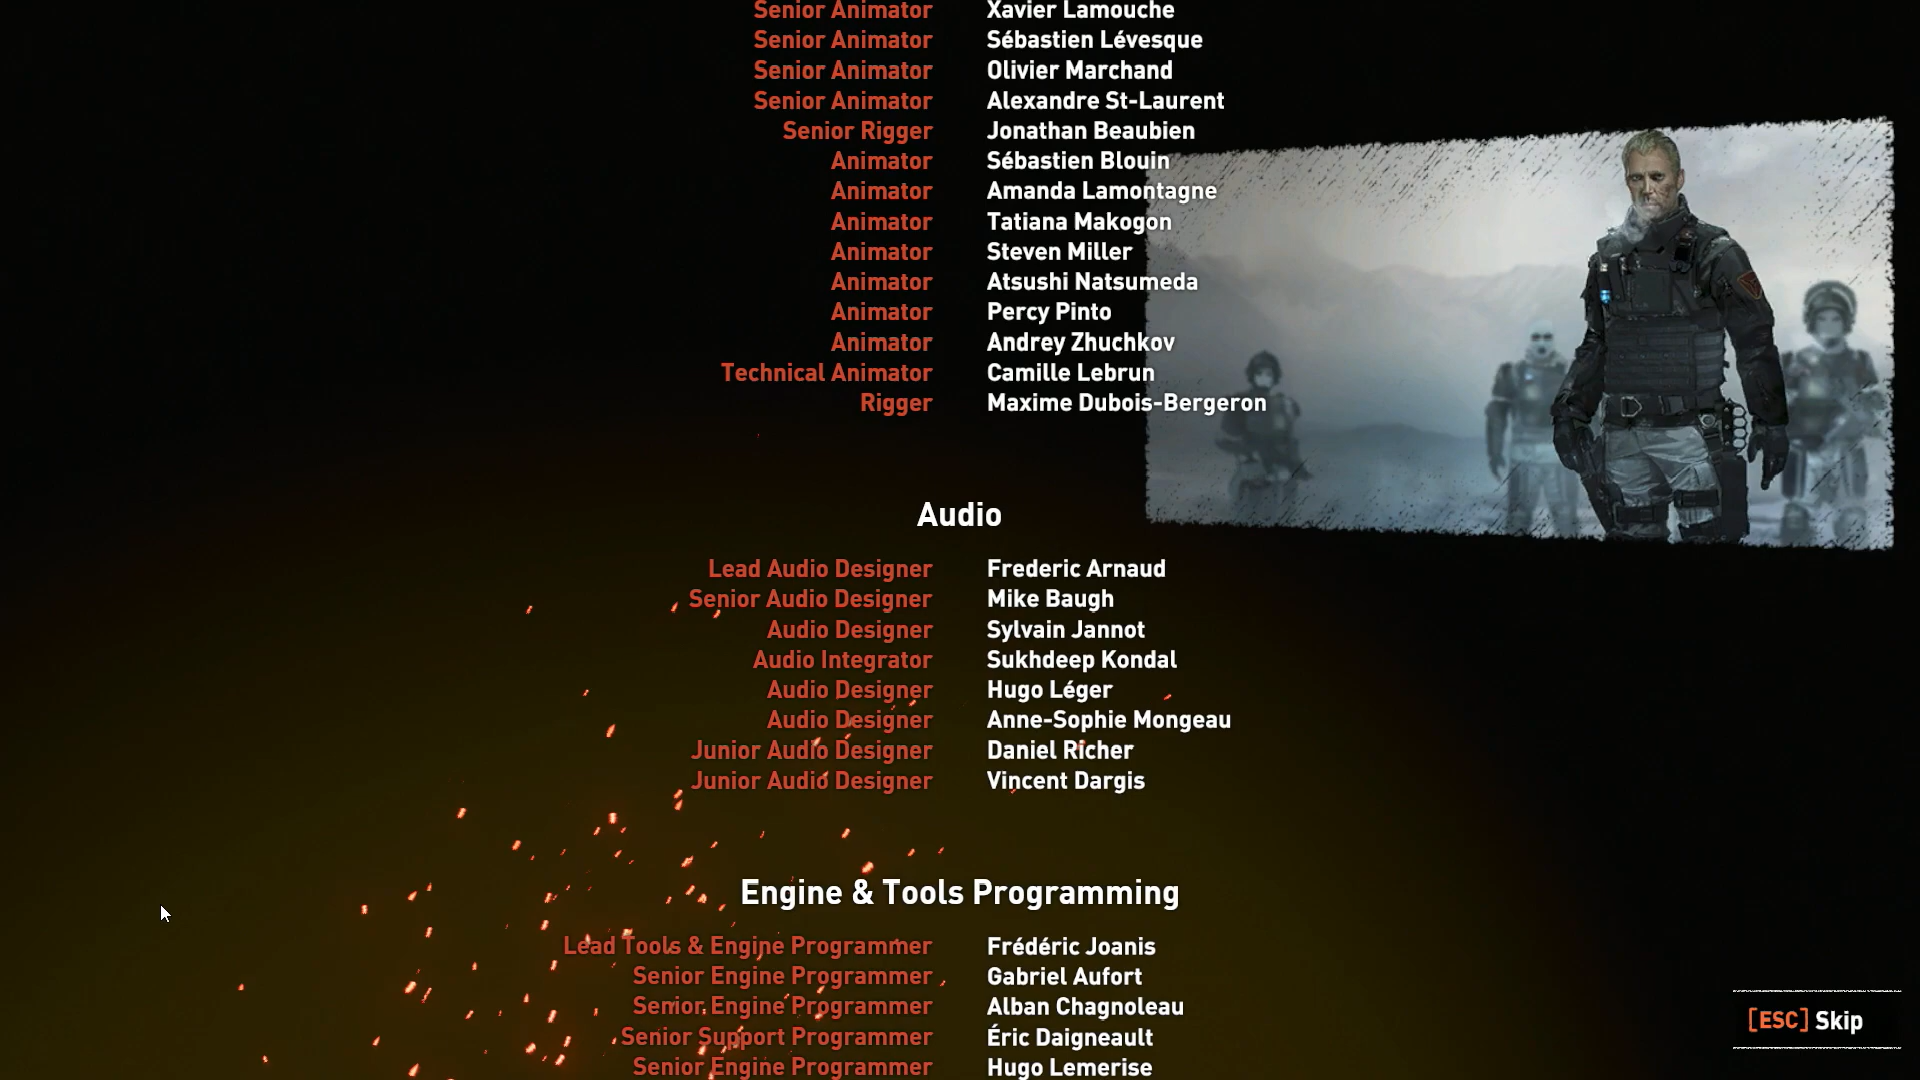 Senior Animator Xavier Lamouche
Senior Animator Sébastien Lévesque
Senior Animator Olivier Marchand
Senior Animator Alexandre St-Laurent
Senior Rigger Jonathan Beaubien
Animator Sébastien Blouin
Animator Amanda Lamontagne
Animator Tatiana Makogon
Animator Steven Miller
Animator Atsushi Natsumeda
Animator Percy Pinto
Animator Andrey Zhuchkov
Technical Animator Camille Lebrun
Rigger Maxime Dubois-Bergeron
Audio
Lead Audio Designer Frederic Arnaud
Senior Audio Designer Mike Baugh
Audio Designer Sylvain Jannot
Audio Integrator Sukhdeep Kondal
Audio Designer Hugo Léger
Audio Designer Anne-Sophie Mongeau
Junior Audio Designer Daniel Richer
Junior Audio Designer Vincent Dargis
Engine & Tools Programming
Lead Tools & Engine Programmer Frédéric Joanis
Senior Engine Programmer Gabriel Aufort
Senior Engine Programmer Alban Chagnoleau
Senior Support Programmer Éric Daigneault
Senior Engine Programmer Hugo Lemerise
[ESC] Skip